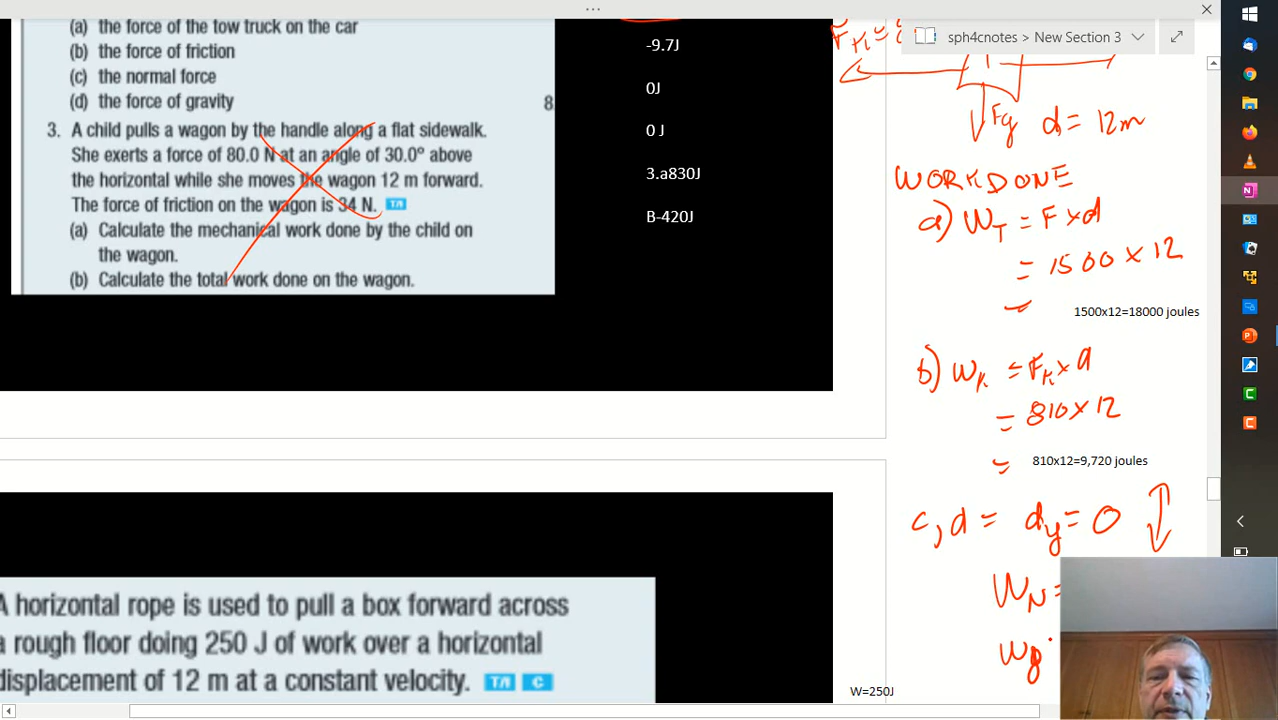 (a) the force of the tow truck on the car
(b) the force of friction
(c) the normal force
(d) the force of gravity 8
3. A child pulls a wagon by the handle along a flat sidewalk.
She exerts a force of 80.0 N at an angle of 30.0° above
the horizontal while she moves the wagon 12 m forward.
The force of friction on the wagon is 34 N. T/I
(a) Calculate the mechanical work done by the child on
the wagon.
(b) Calculate the total work done on the wagon.
-9.7J
0J
0 J
3.a830J
B-420J
sph4cnotes > New Section 3
Fg d = 12m
WORK DONE
a) WT = F x d
= 1500 x 12
=
1500x12=18000 joules
b) Wk = Fk x d
= 810 x 12
=
810x12=9,720 joules
c, d = dy = 0
WN =
Wg
A horizontal rope is used to pull a box forward across
a rough floor doing 250 J of work over a horizontal
displacement of 12 m at a constant velocity. T/I C
W=250J